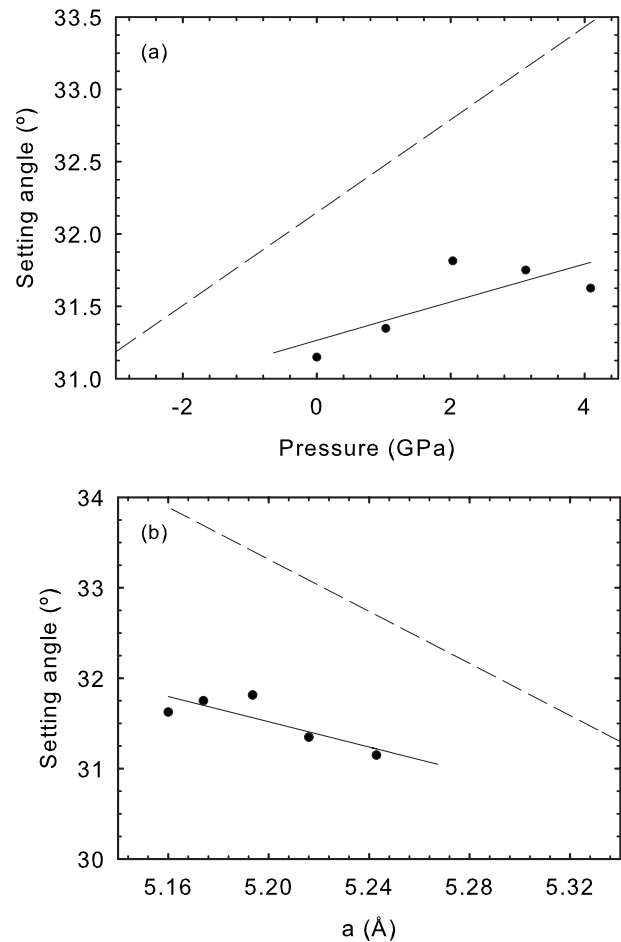 33.5
(a)
33.0
32.5
32.0
31.5
31.0
Setting angle (º)
-2 0 2 4
Pressure (GPa)
34
(b)
33
32
31
30
Setting angle (º)
5.16 5.20 5.24 5.28 5.32
a (Å)